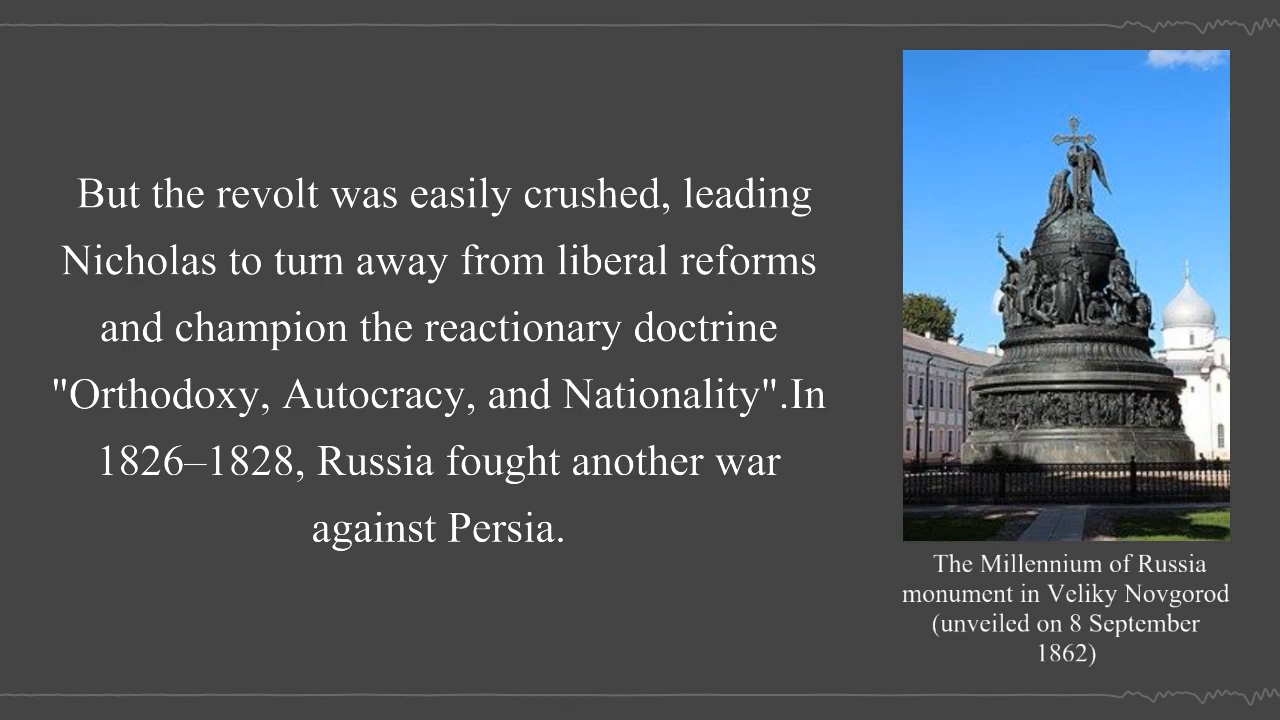 But the revolt was easily crushed, leading
Nicholas to turn away from liberal reforms
and champion the reactionary doctrine
"Orthodoxy, Autocracy, and Nationality".In
1826–1828, Russia fought another war
against Persia.
The Millennium of Russia
monument in Veliky Novgorod
(unveiled on 8 September
1862)